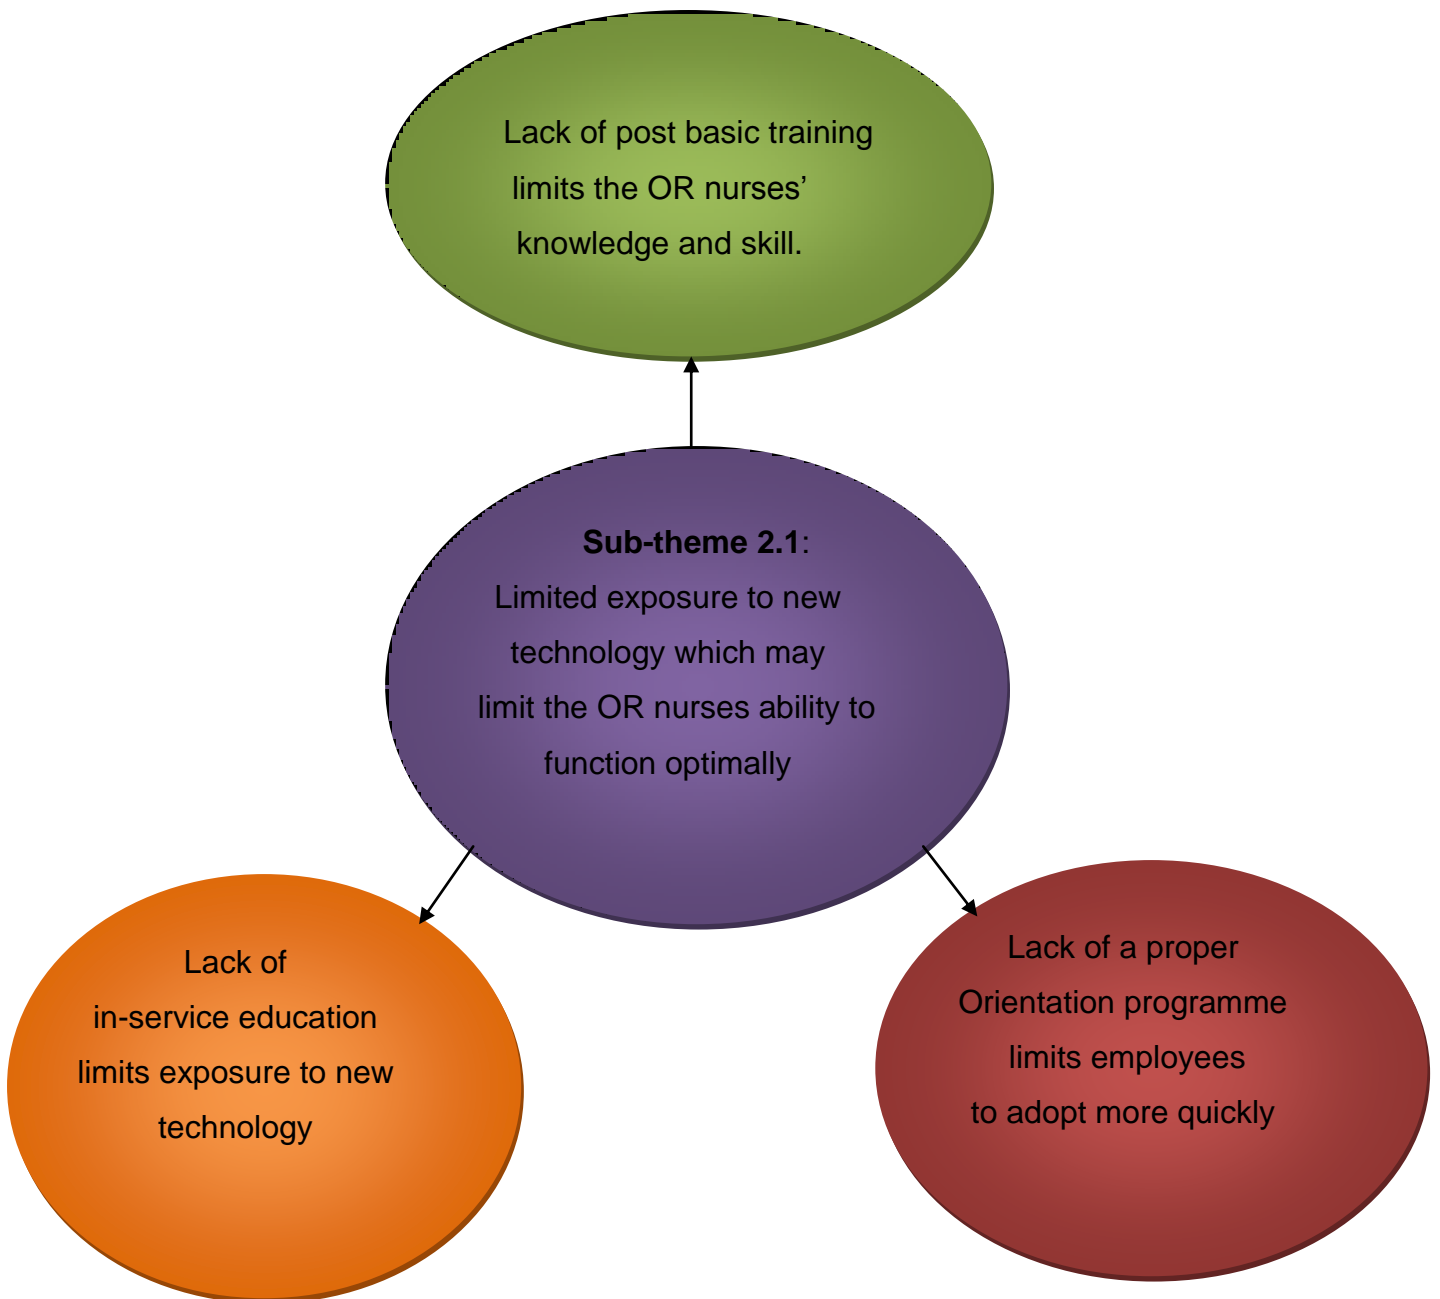 Lack of post basic training
limits the OR nurses’
knowledge and skill.
Sub-theme 2.1:
Limited exposure to new
technology which may
limit the OR nurses ability to
function optimally
Lack of
in-service education
limits exposure to new
technology
Lack of a proper
Orientation programme
limits employees
to adopt more quickly